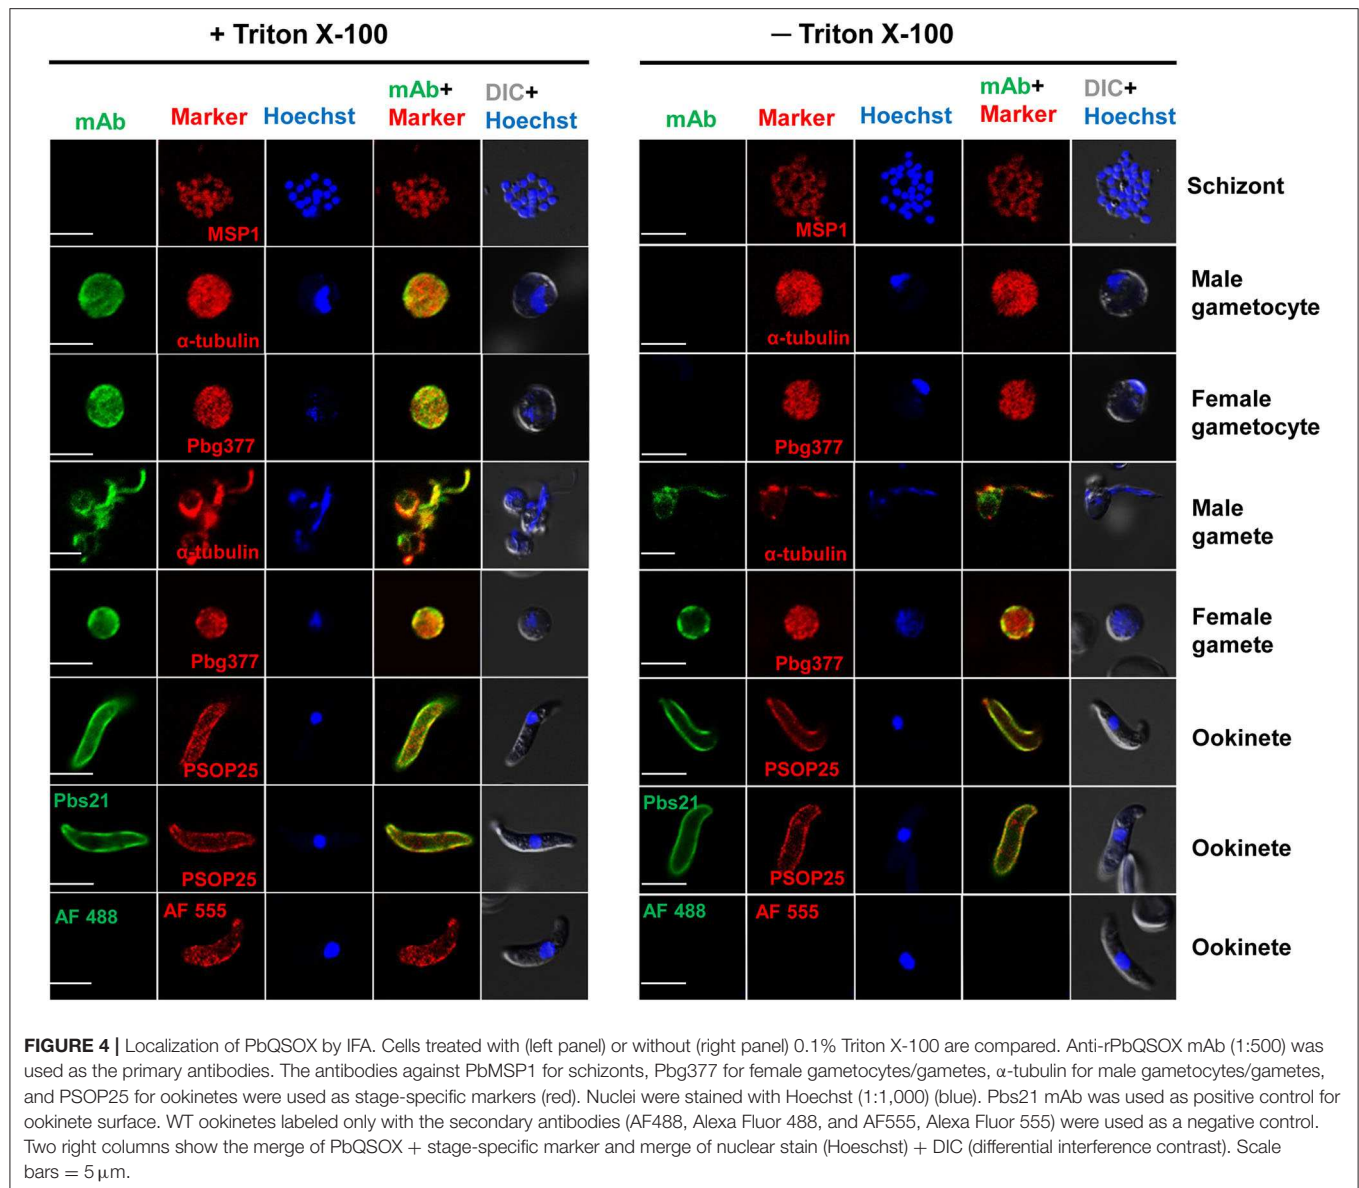 + Triton X-100
— Triton X-100
mAb Marker Hoechst mAb+ Marker DIC+ Hoechst
mAb Marker Hoechst mAb+ Marker DIC+ Hoechst
MSP1 MSP1 Schizont
α-tubulin α-tubulin Male gametocyte
Pbg377 Pbg377 Female gametocyte
α-tubulin α-tubulin Male gamete
Pbg377 Pbg377 Female gamete
PSOP25 PSOP25 Ookinete
Pbs21 PSOP25 Pbs21 PSOP25 Ookinete
AF 488 AF 555 AF 488 AF 555 Ookinete
FIGURE 4 | Localization of PbQSOX by IFA. Cells treated with (left panel) or without (right panel) 0.1% Triton X-100 are compared. Anti-rPbQSOX mAb (1:500) was
used as the primary antibodies. The antibodies against PbMSP1 for schizonts, Pbg377 for female gametocytes/gametes, α-tubulin for male gametocytes/gametes,
and PSOP25 for ookinetes were used as stage-specific markers (red). Nuclei were stained with Hoechst (1:1,000) (blue). Pbs21 mAb was used as positive control for
ookinete surface. WT ookinetes labeled only with the secondary antibodies (AF488, Alexa Fluor 488, and AF555, Alexa Fluor 555) were used as a negative control.
Two right columns show the merge of PbQSOX + stage-specific marker and merge of nuclear stain (Hoeschst) + DIC (differential interference contrast). Scale
bars = 5 μm.